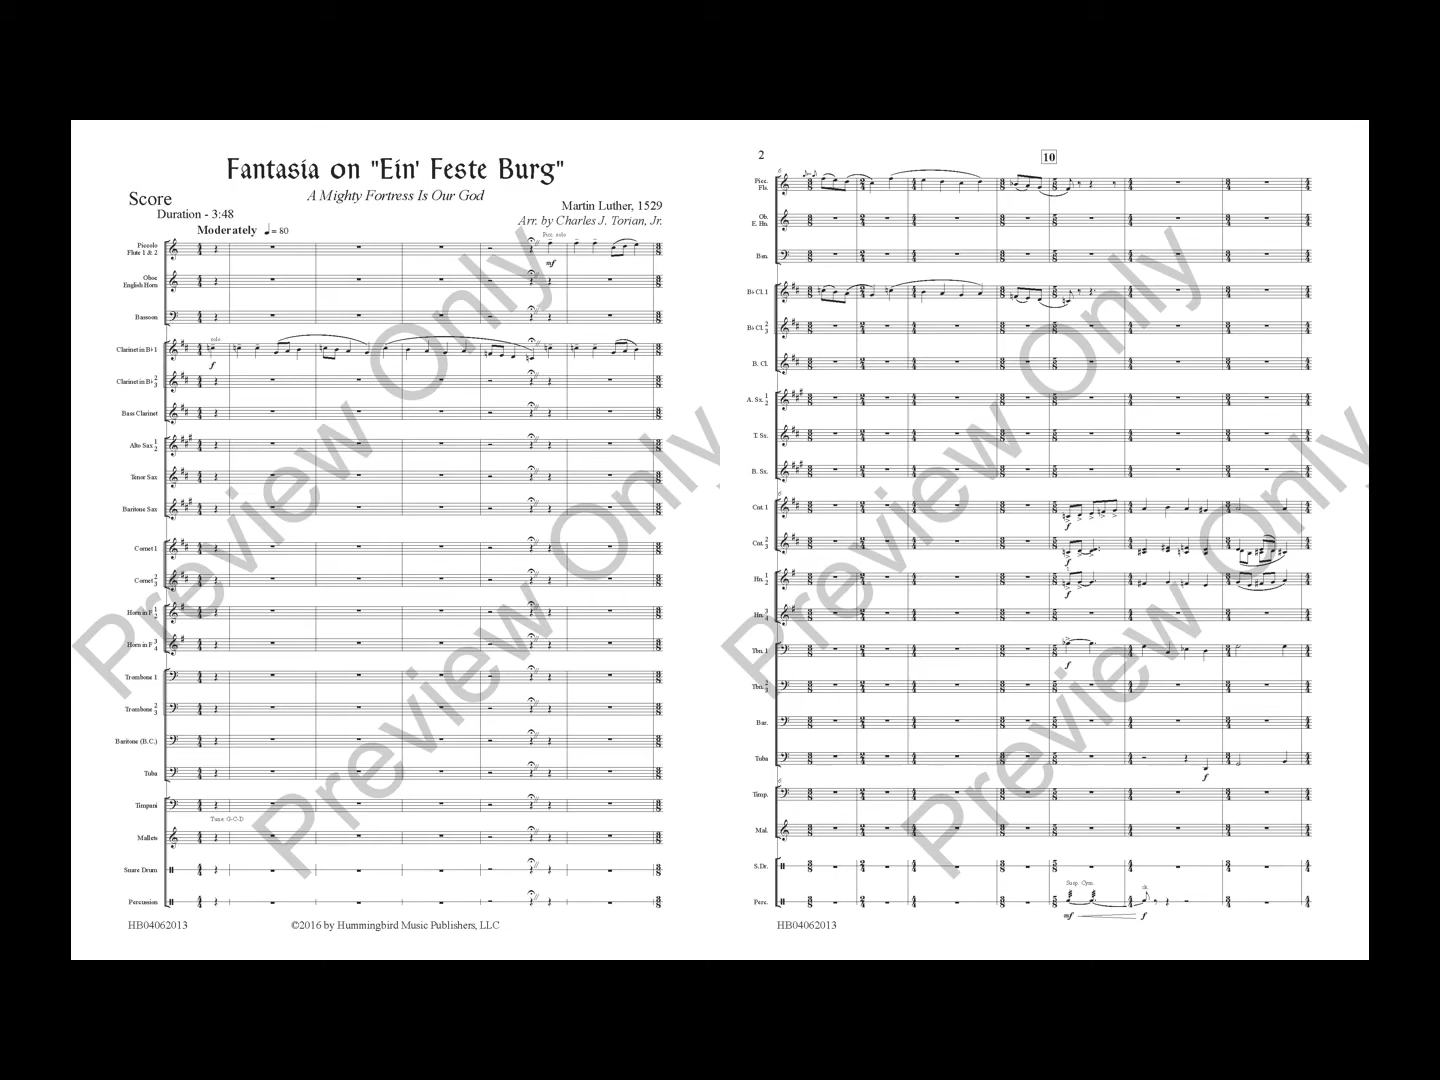 Fantasia on "Ein' Feste Burg"
A Mighty Fortress Is Our God
Score
Duration - 3:48
Martin Luther, 1529
Arr. by Charles J. Torian, Jr.
Moderately = 80
Picc. solo
Piccolo
Flute 1 & 2
mf
Oboe
English Horn
Bassoon
solo
Clarinet in B♭ 1
f
Clarinet in B♭ 2
3
Bass Clarinet
Alto Sax 1
2
Tenor Sax
Baritone Sax
Cornet 1
Cornet 2
3
Horn in F 1
2
Horn in F 3
4
Trombone 1
Trombone 2
3
Baritone (B.C.)
Tuba
Timpani
Tune: G-C-D
Mallets
Snare Drum
Percussion
HB04062013
©2016 by Hummingbird Music Publishers, LLC
Preview Only
Preview Only
2
10
6
Picc.
Fls.
Ob.
E. Hn.
Bsn.
B♭ Cl. 1
B♭ Cl. 2
3
B. Cl.
A. Sx. 1
2
T. Sx.
B. Sx.
6
Cnt. 1
f
Cnt. 2
3
f
Hn. 1
2
f
Hn. 3
4
Tbn. 1
f
Tbn. 2
3
Bar.
Tuba
f
6
Timp.
Mal.
S.Dr.
Susp. Cym.
Perc.
mf
f
HB04062013
Preview Only
Preview Only